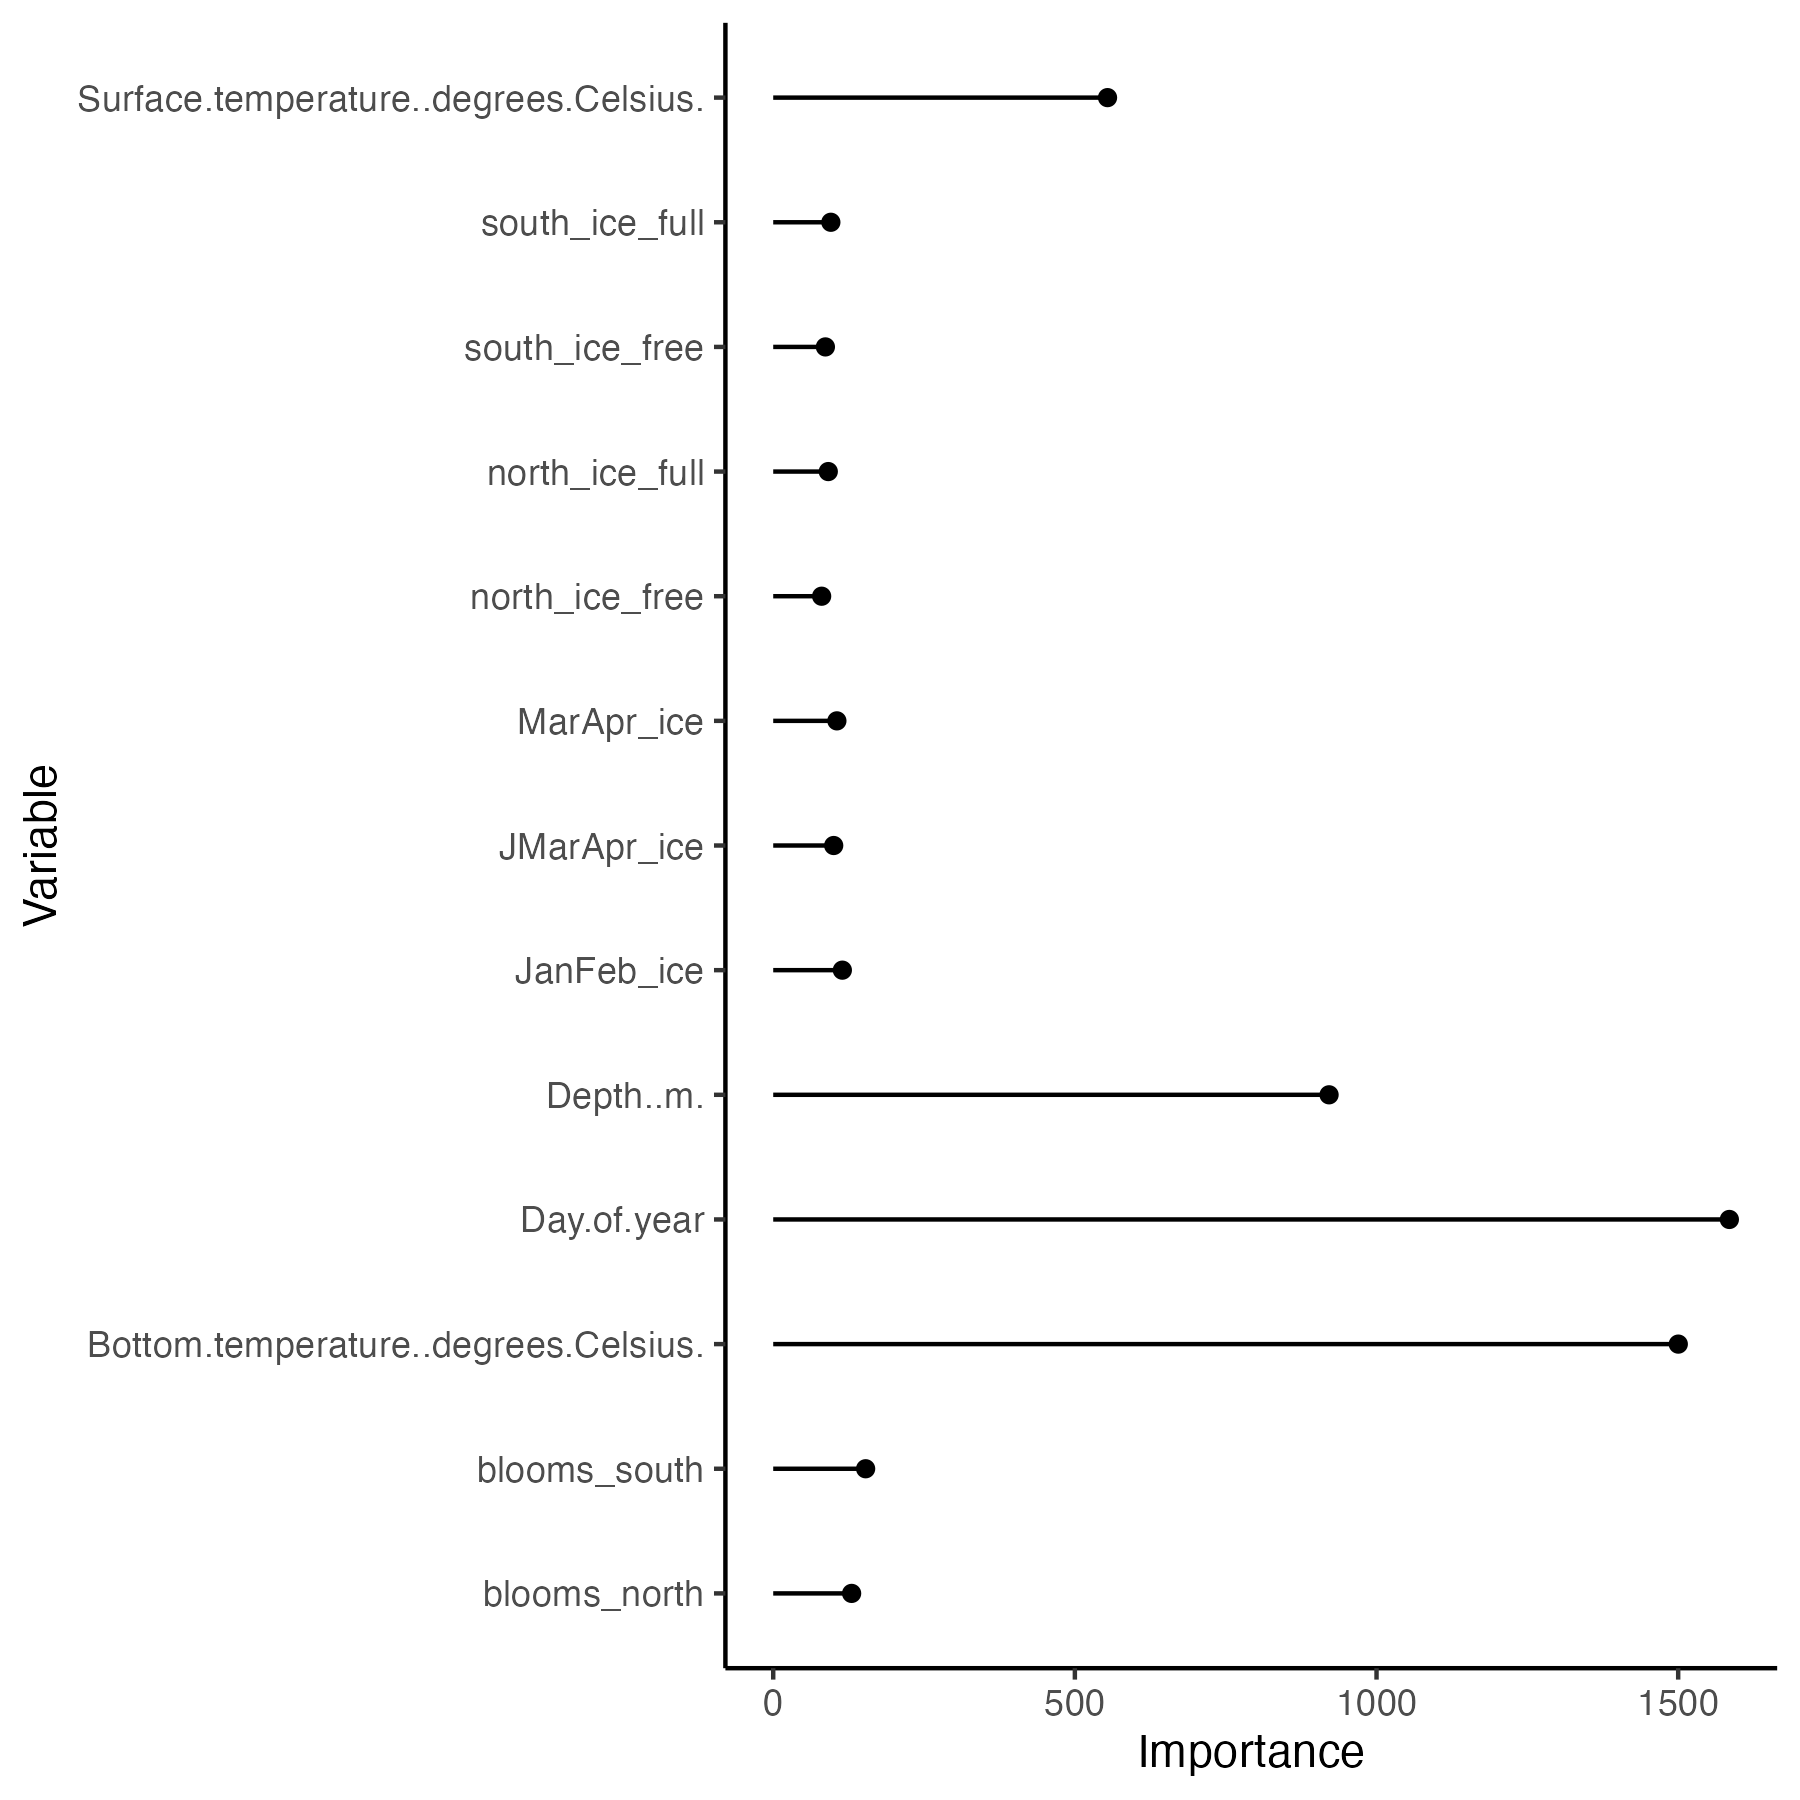 Surface.temperature..degrees.Celsius.
south_ice_full
south_ice_free
north_ice_full
north_ice_free
MarApr_ice
JMarApr_ice
JanFeb_ice
Depth..m.
Day.of.year
Bottom.temperature..degrees.Celsius.
blooms_south
blooms_north
Variable
0 500 1000 1500
Importance